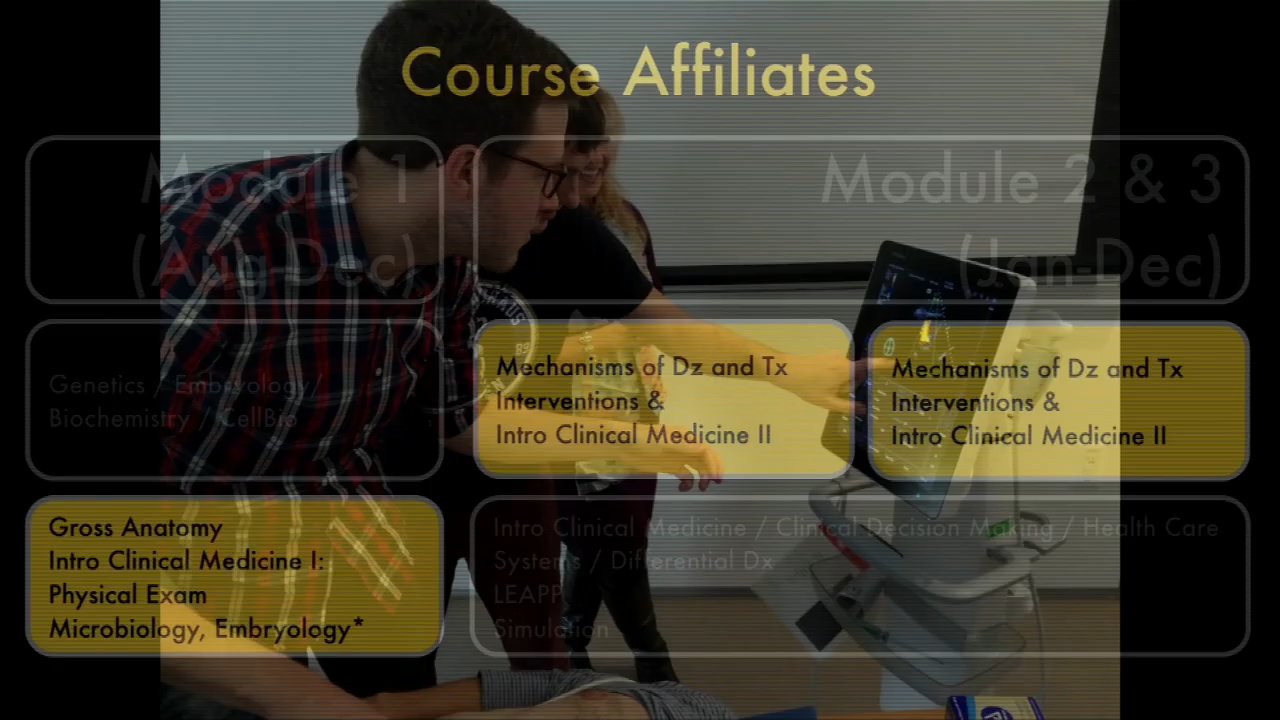 Course Affiliates
Module 1
(Aug-Dec)
Module 2 & 3
(Jan-Dec)
Genetics / Embryology/
Biochemistry / CellBio
Mechanisms of Dz and Tx
Interventions &
Intro Clinical Medicine II
Mechanisms of Dz and Tx
Interventions &
Intro Clinical Medicine II
Gross Anatomy
Intro Clinical Medicine I:
Physical Exam
Microbiology, Embryology*
Intro Clinical Medicine / Clinical Decision Making / Health Care
Systems / Differential Dx
LEAPP
Simulation